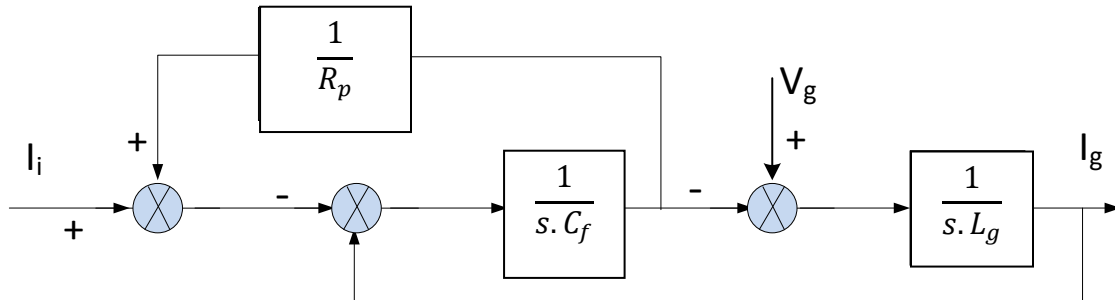 1
R_p
V_g
+
+
I_i
+
-
1
s.C_f
-
1
s.L_g
I_g